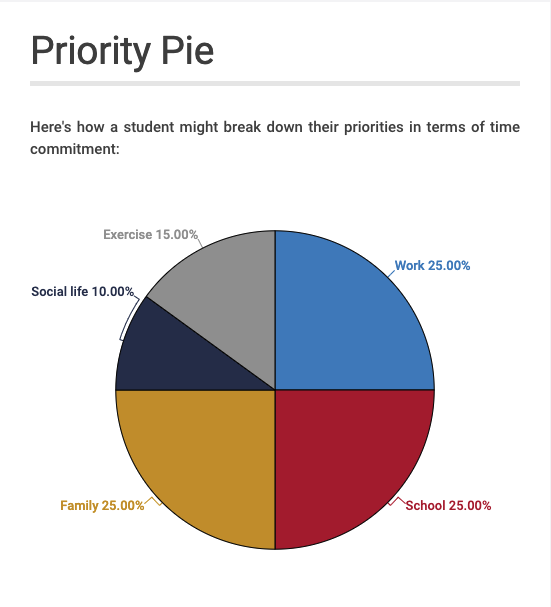 Priority Pie
Here's how a student might break down their priorities in terms of time
commitment:
Exercise 15.00%
Work 25.00%
Social life 10.00%
Family 25.00%
School 25.00%